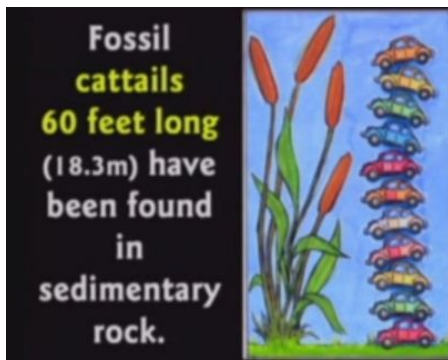 Fossil
cattails
60 feet long
(18.3m) have
been found
in
sedimentary
rock.